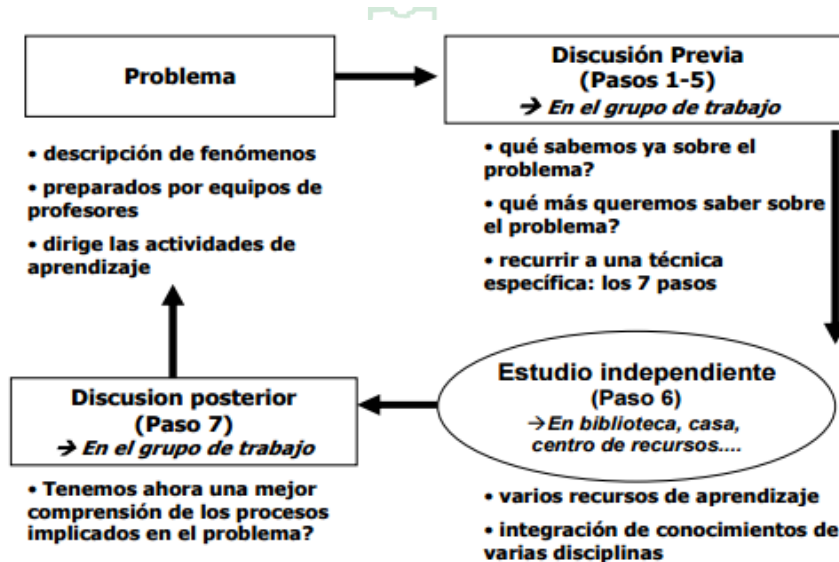 Problema
Discusión Previa
(Pasos 1-5)
→ En el grupo de trabajo
• descripción de fenómenos
• preparados por equipos de
profesores
• dirige las actividades de
aprendizaje
• qué sabemos ya sobre el
problema?
• qué más queremos saber sobre
el problema?
• recurrir a una técnica
específica: los 7 pasos
Estudio independiente
(Paso 6)
→En biblioteca, casa,
centro de recursos....
• varios recursos de aprendizaje
• integración de conocimientos de
varias disciplinas
Discusion posterior
(Paso 7)
→ En el grupo de trabajo
• Tenemos ahora una mejor
comprensión de los procesos
implicados en el problema?